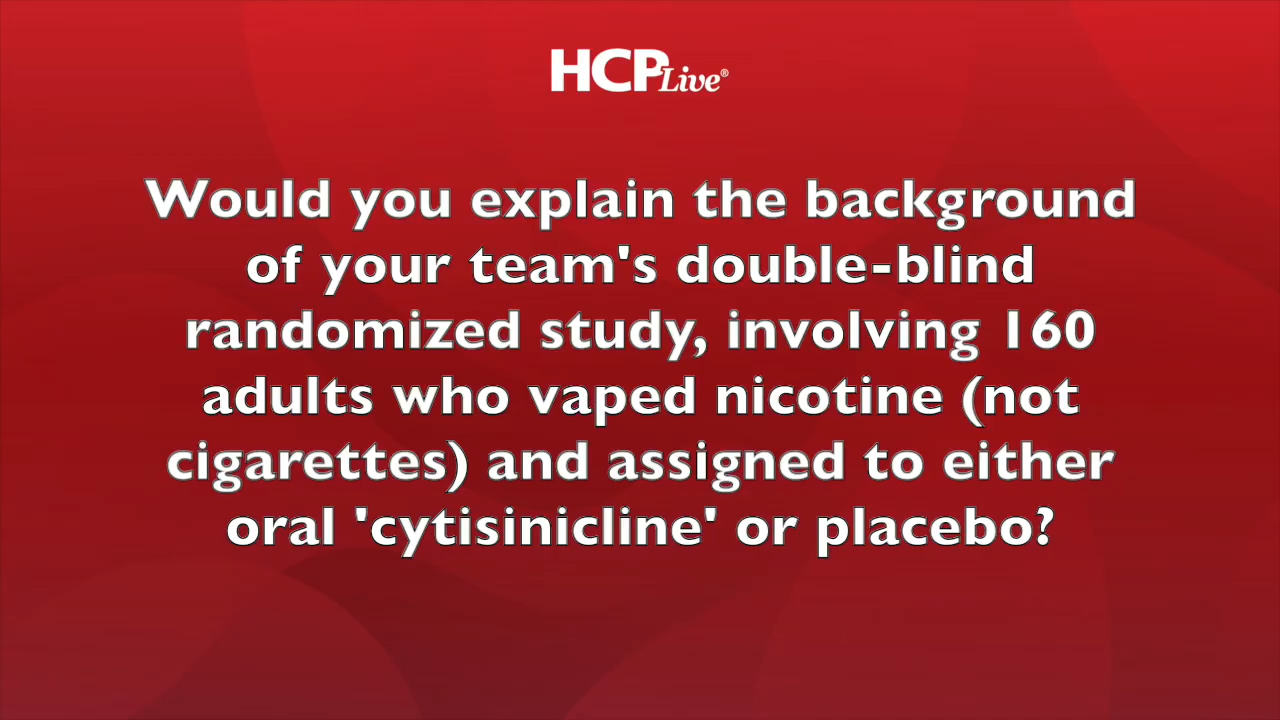 HCPLive®
Would you explain the background
of your team's double-blind
randomized study, involving 160
adults who vaped nicotine (not
cigarettes) and assigned to either
oral 'cytisinicline' or placebo?